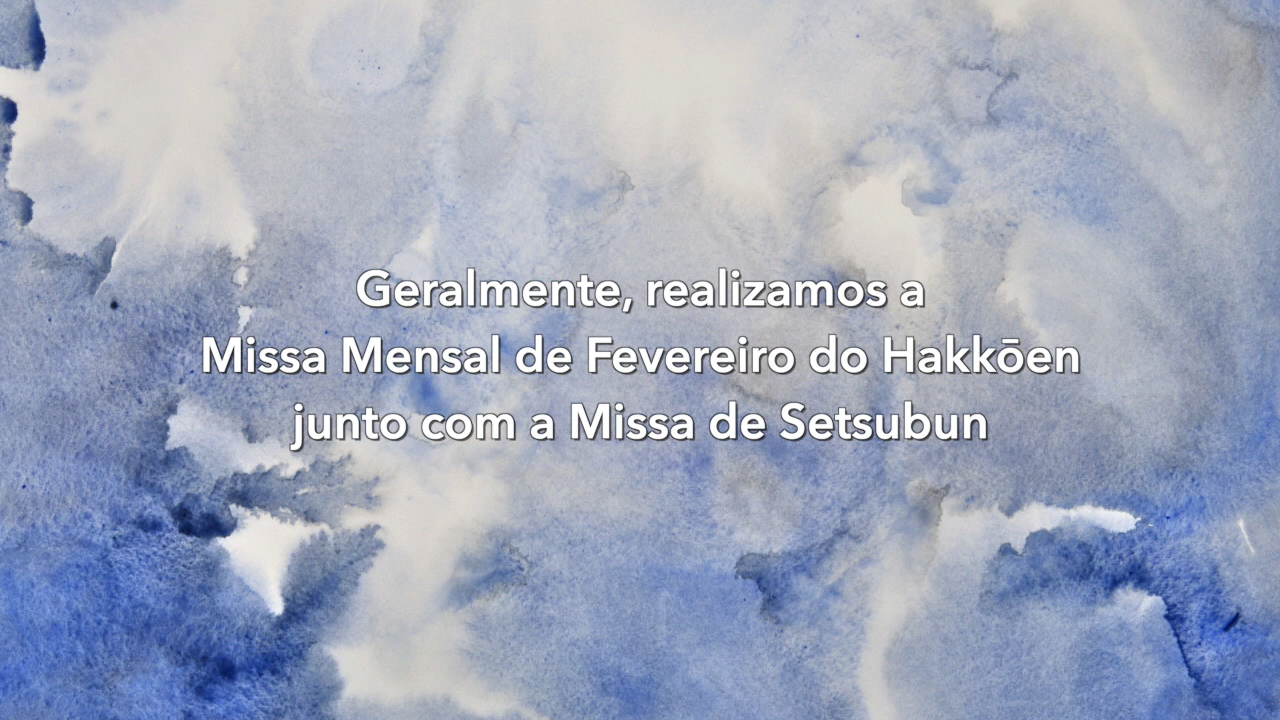 Geralmente, realizamos a
Missa Mensal de Fevereiro do Hakkōen
junto com a Missa de Setsubun